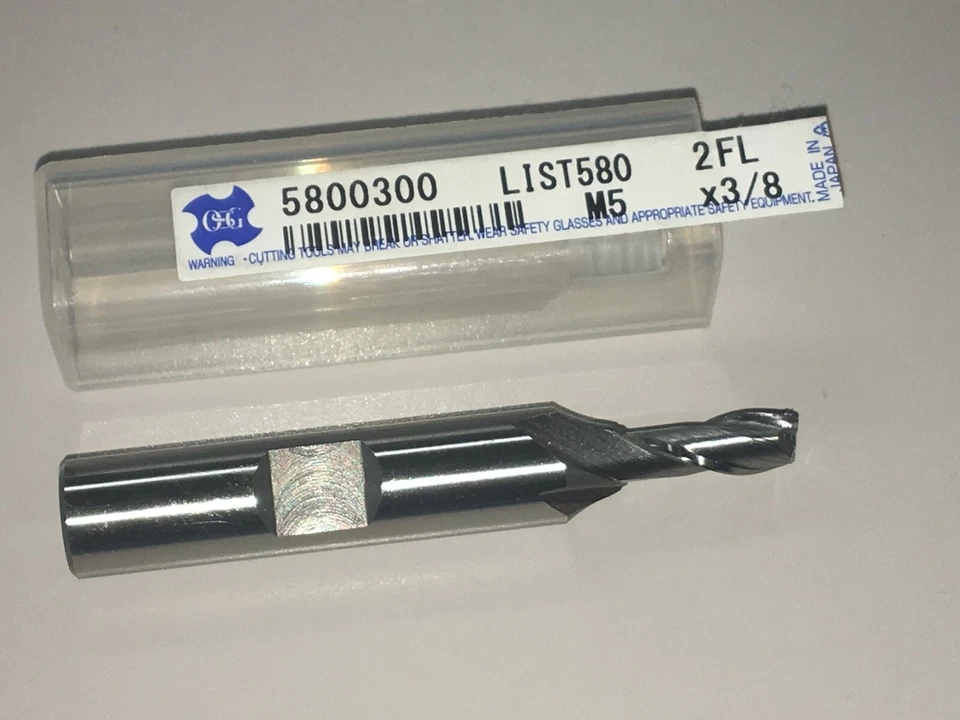 OSG
5800300 LIST580 2FL
M5 x3/8
WARNING • CUTTING TOOLS MAY BREAK OR SHATTER. WEAR SAFETY GLASSES AND APPROPRIATE SAFETY EQUIPMENT.
MADE IN
JAPAN